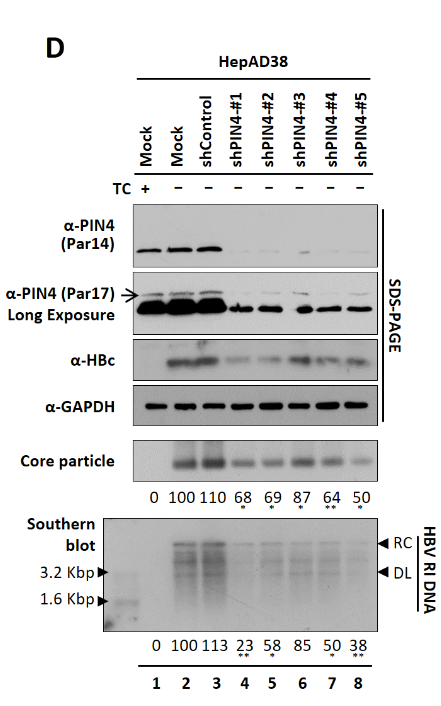 D
HepAD38
Mock Mock shControl shPIN4-#1 shPIN4-#2 shPIN4-#3 shPIN4-#4 shPIN4-#5
TC + – – – – – – –
α-PIN4
(Par14)
α-PIN4 (Par17)
Long Exposure
α-HBc
α-GAPDH
SDS-PAGE
Core particle
0 100 110 68 69 87 64 50
* * * ** *
Southern
blot
3.2 Kbp
1.6 Kbp
RC
DL
HBV RI DNA
0 100 113 23 58 85 50 38
** * * **
1 2 3 4 5 6 7 8